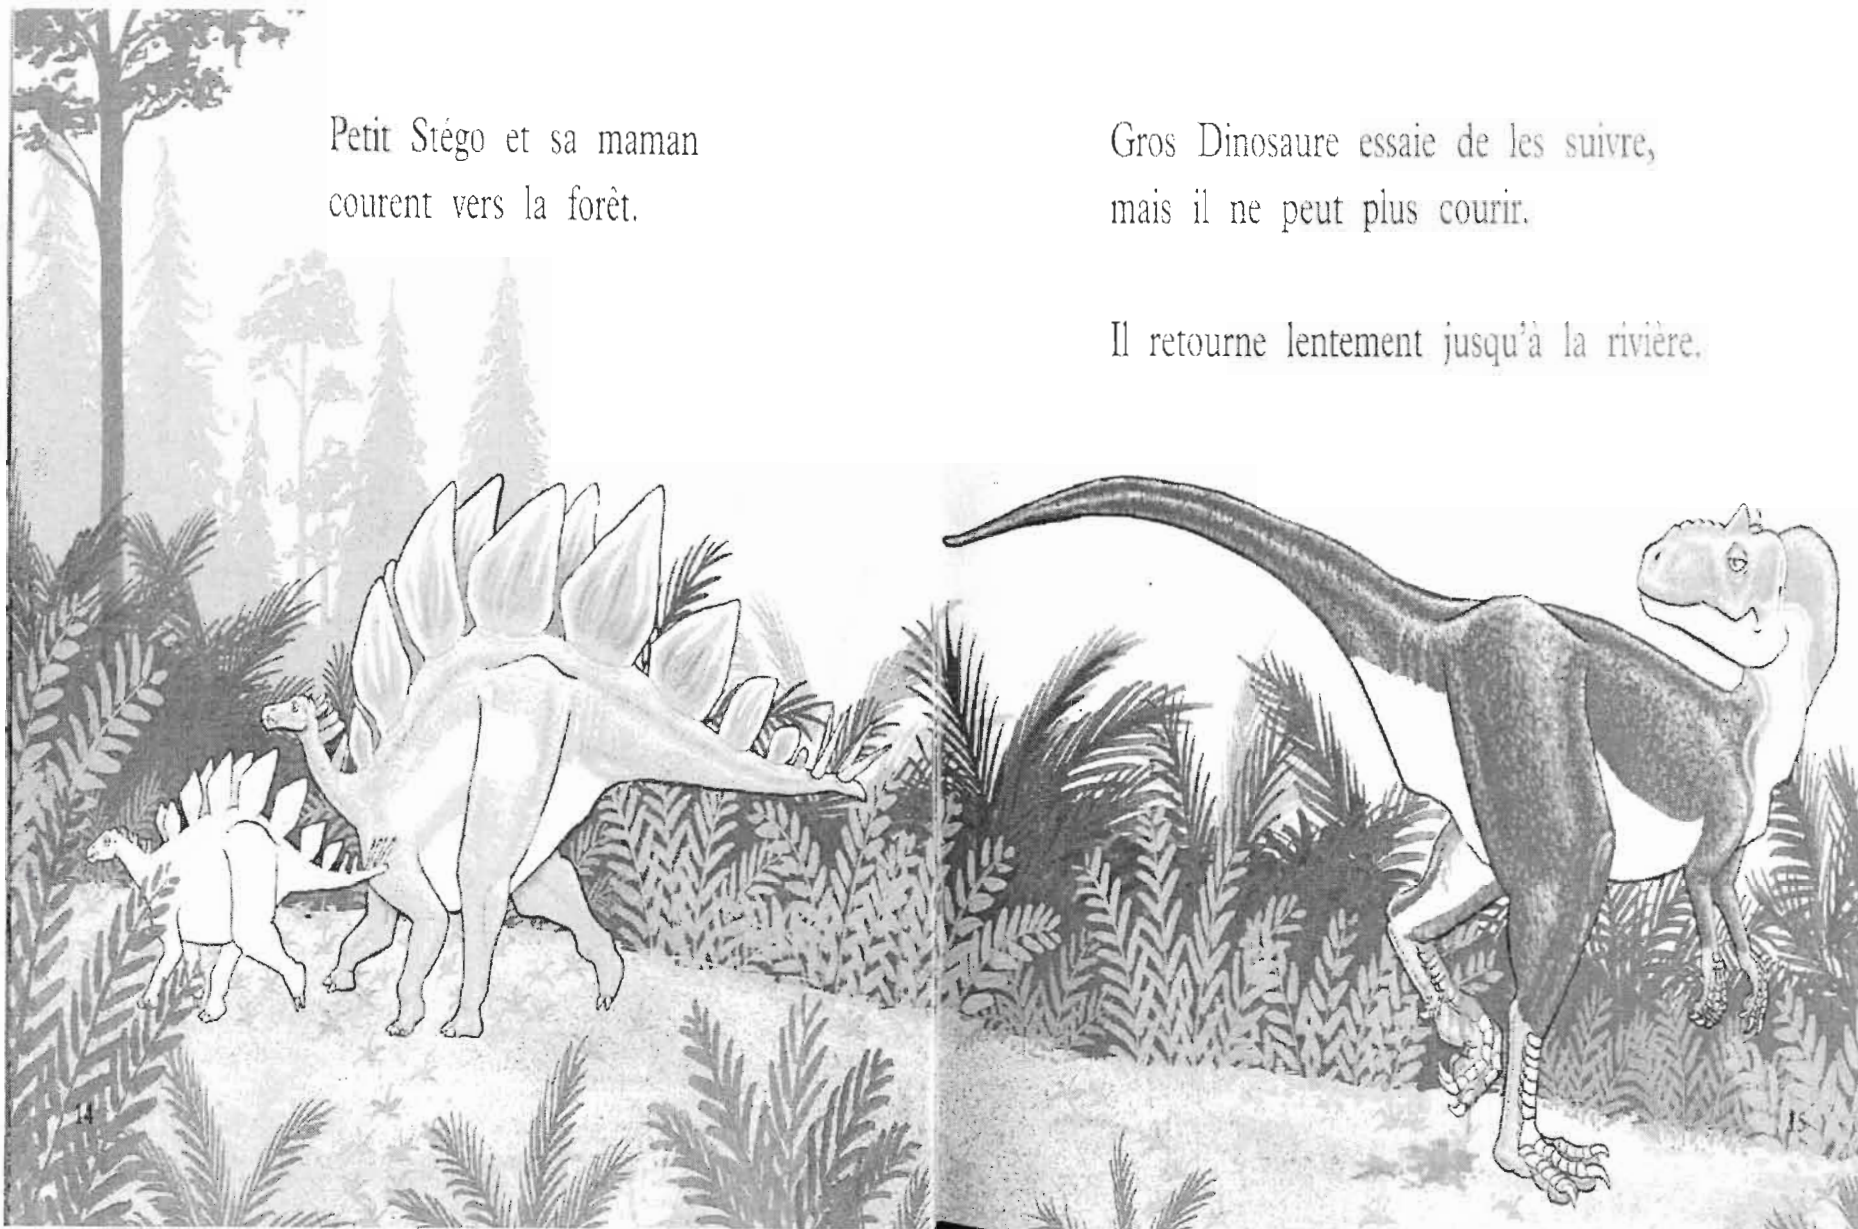 Petit Stégo et sa maman
courent vers la forêt.
14
Gros Dinosaure essaie de les suivre,
mais il ne peut plus courir.
Il retourne lentement jusqu'à la rivière.
15